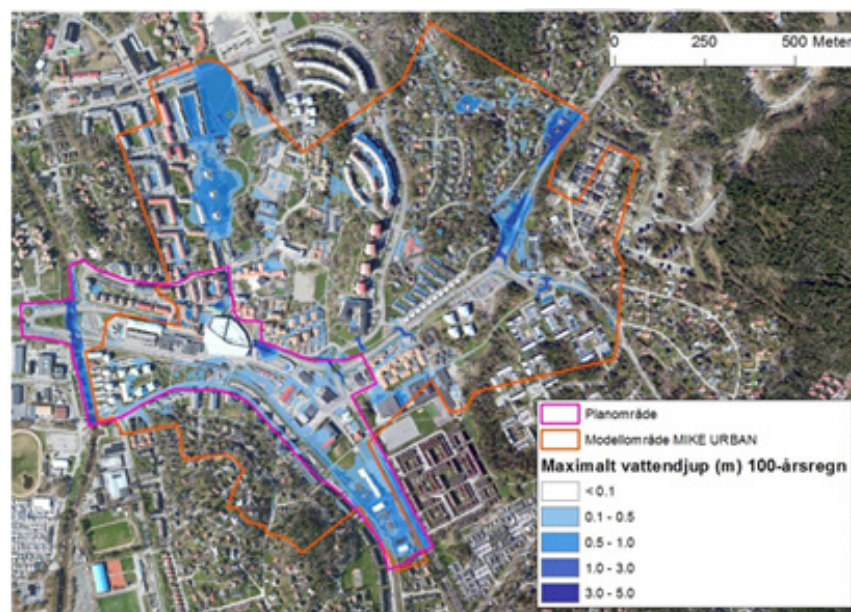 0 250 500 Meter
Planområde
Modellområde MIKE URBAN
Maximalt vattendjup (m) 100-årsregn
< 0.1
0.1 - 0.5
0.5 - 1.0
1.0 - 3.0
3.0 - 5.0